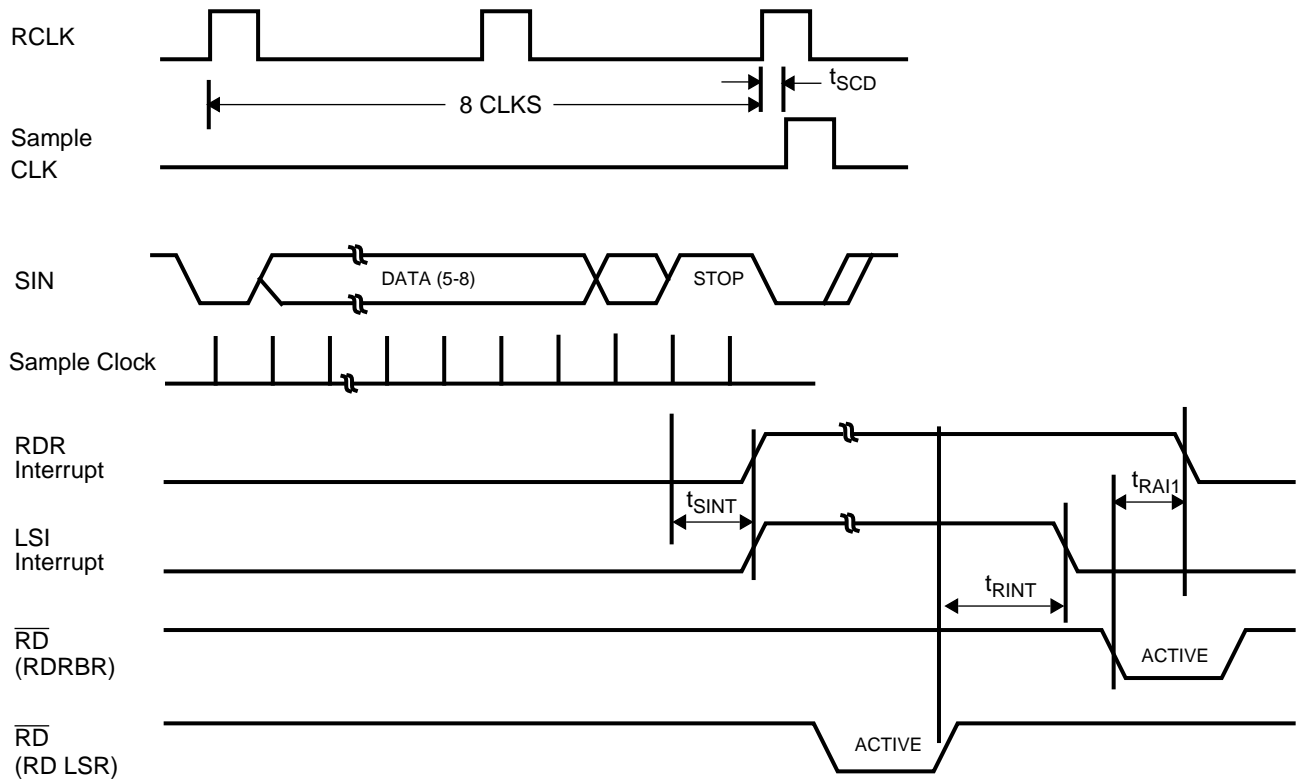 RCLK
tSCD
8 CLKS
Sample
CLK
SIN
DATA (5-8)
STOP
Sample Clock
RDR
Interrupt
tRAI1
tSINT
LSI
Interrupt
tRINT
RD
(RDRBR)
ACTIVE
RD
(RD LSR)
ACTIVE